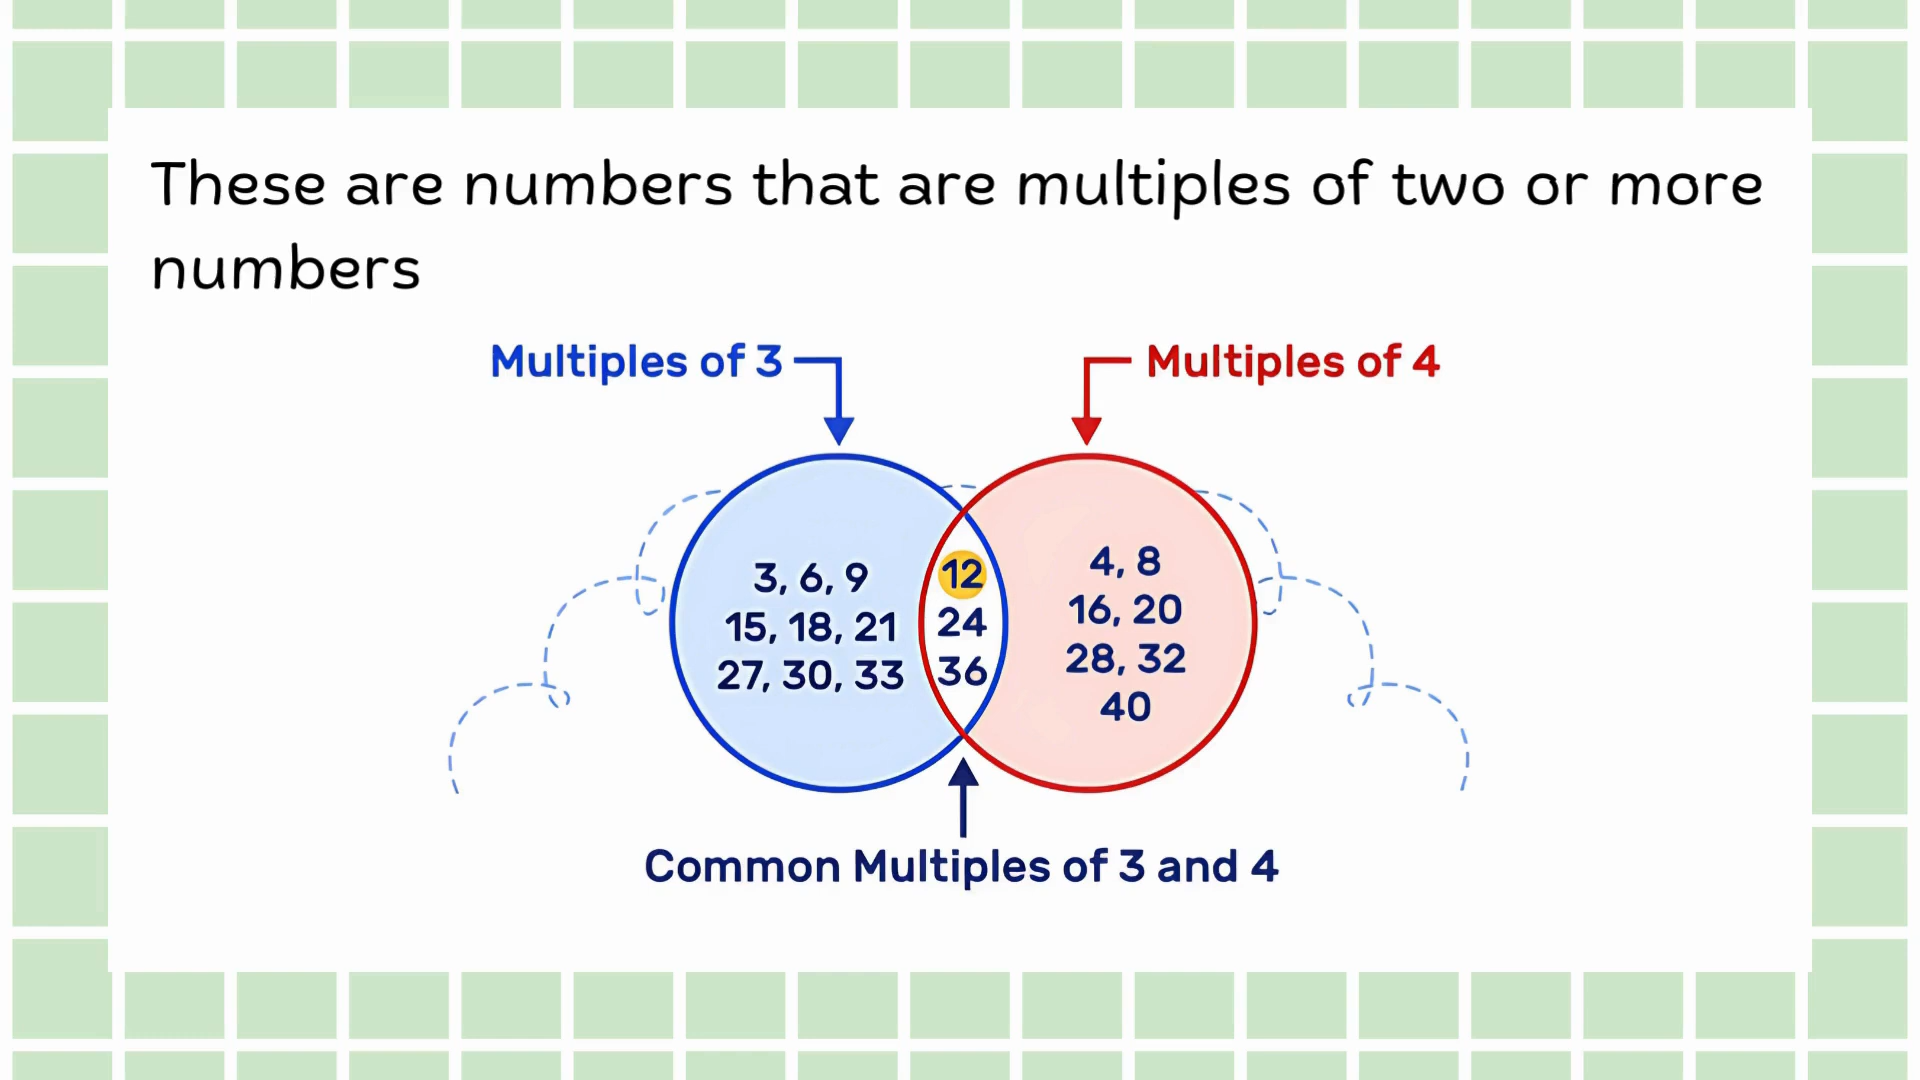 These are numbers that are multiples of two or more
numbers
Multiples of 3
Multiples of 4
3, 6, 9
15, 18, 21
27, 30, 33
12
24
36
4, 8
16, 20
28, 32
40
Common Multiples of 3 and 4